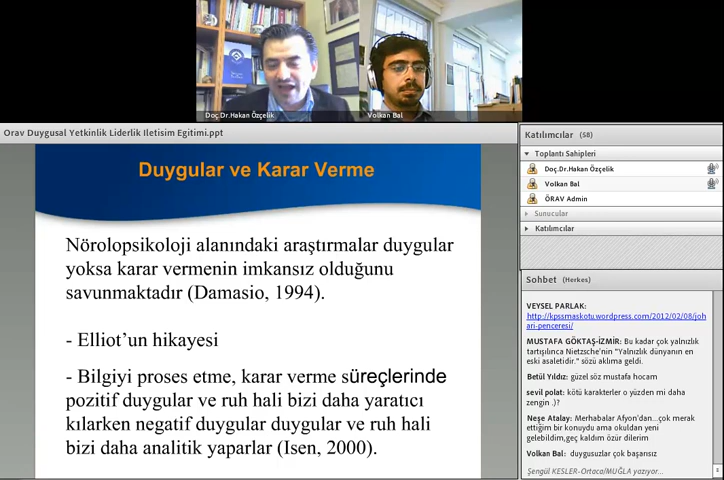 Doç Dr.Hakan Özçelik
Volkan Bal
Orav Duygusal Yetkinlik Liderlik Iletisim Egitimi.ppt
Duygular ve Karar Verme
Nörolopsikoloji alanındaki araştırmalar duygular
yoksa karar vermenin imkansız olduğunu
savunmaktadır (Damasio, 1994).
- Elliot'un hikayesi
- Bilgiyi proses etme, karar verme süreçlerinde
pozitif duygular ve ruh hali bizi daha yaratıcı
kılarken negatif duygular duygular ve ruh hali
bizi daha analitik yaparlar (Isen, 2000).
Katılımcılar (58)
Toplantı Sahipleri
Doç.Dr.Hakan Özçelik
Volkan Bal
ÖRAV Admin
Sunucular
Katılımcılar
Sohbet (Herkes)
VEYSEL PARLAK:
http://kpssmaskotu.wordpress.com/2012/02/08/joh
ari-penceresi/
MUSTAFA GÖKTAŞ-İZMİR: Bu kadar çok yalnızlık
tartışılınca Nietzsche'nin "Yalnızlık dünyanın en
eski asaletidir." sözü aklıma geldi.
Betül Yıldız: güzel söz mustafa hocam
sevil polat: kötü karakterler o yüzden mi daha
zengin .)?
Neşe Atalay: Merhabalar Afyon'dan...çok merak
ettiğim bir konuydu ama okuldan yeni
gelebildim,geç kaldım özür dilerim
Volkan Bal: duygusuzlar çok başarısız
Şengül KESLER-Ortaca/MUĞLA yazıyor...